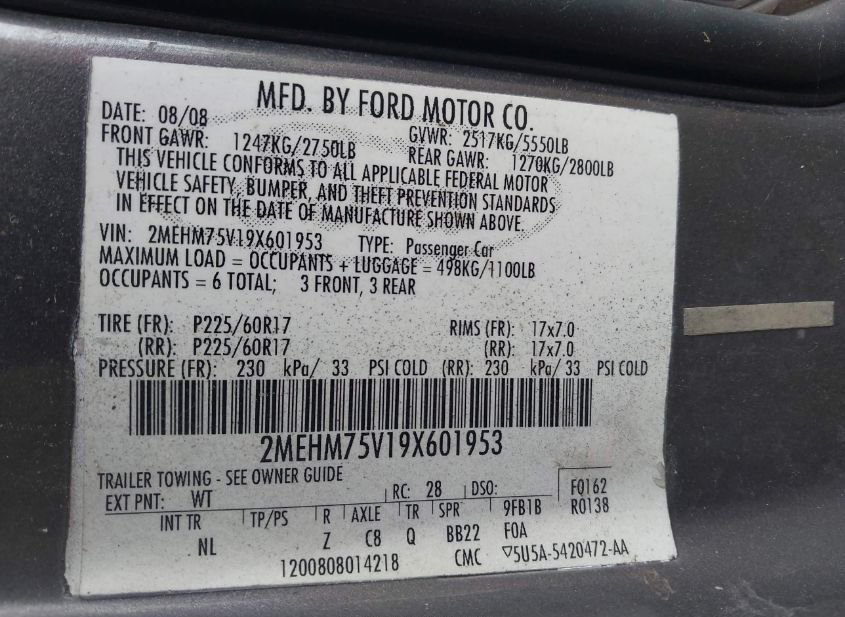 MFD. BY FORD MOTOR CO.
DATE: 08/08 GVWR: 2517KG/5550LB
FRONT GAWR: 1247KG/2750LB REAR GAWR: 1270KG/2800LB
THIS VEHICLE CONFORMS TO ALL APPLICABLE FEDERAL MOTOR
VEHICLE SAFETY, BUMPER, AND THEFT PREVENTION STANDARDS
IN EFFECT ON THE DATE OF MANUFACTURE SHOWN ABOVE.
VIN: 2MEHM75V19X601953 TYPE: Passenger Car
MAXIMUM LOAD = OCCUPANTS + LUGGAGE = 498KG/1100LB
OCCUPANTS = 6 TOTAL; 3 FRONT, 3 REAR
TIRE (FR): P225/60R17 RIMS (FR): 17x7.0
(RR): P225/60R17 (RR): 17x7.0
PRESSURE (FR): 230 kPa/ 33 PSI COLD (RR): 230 kPa/ 33 PSI COLD
2MEHM75V19X601953
TRAILER TOWING - SEE OWNER GUIDE
EXT PNT: WT RC: 28 DSO: F0162
INT TR TP/PS R AXLE TR SPR 9FB1B R0138
NL Z C8 Q BB22 F0A
1200808014218 CMC ▽5U5A-5420472-AA